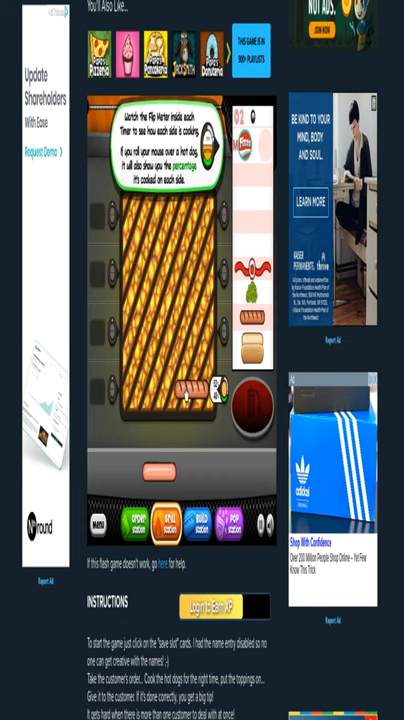 You'll Also Like...
NOT ADS.
JOIN NOW
THIS GAME IS IN
900+ PLAYLISTS
Update
Shareholders
With Ease
Request Demo
Watch the Flip Meter inside each
Timer to see how each side is cooking.
If you roll your mouse over a hot dog,
it will also show you the percentage
it's cooked on each side.
02
M
BE KIND TO YOUR
MIND, BODY
AND SOUL.
LEARN MORE
KAISER
PERMANENTE. thrive
Report Ad
Ad
adidas
Shop With Confidence
Over 200 Million People Shop Online – Yet Few
Know This Trick
Report Ad
MENU
order
station
Grill
station
Build
station
POP
station
N-round
Report Ad
If this flash game doesn't work, go here for help.
INSTRUCTIONS
Login to Earn XP
To start the game just click on the "save slot" cards. I had the name entry disabled so no
one can get creative with the names! ;-)
Take the customer's order.. Cook the hot dogs for the right time, put the toppings on...
Give it to the customer. If it's done correctly, you get a big tip!
It gets hard when there is more than one customer to deal with at once!